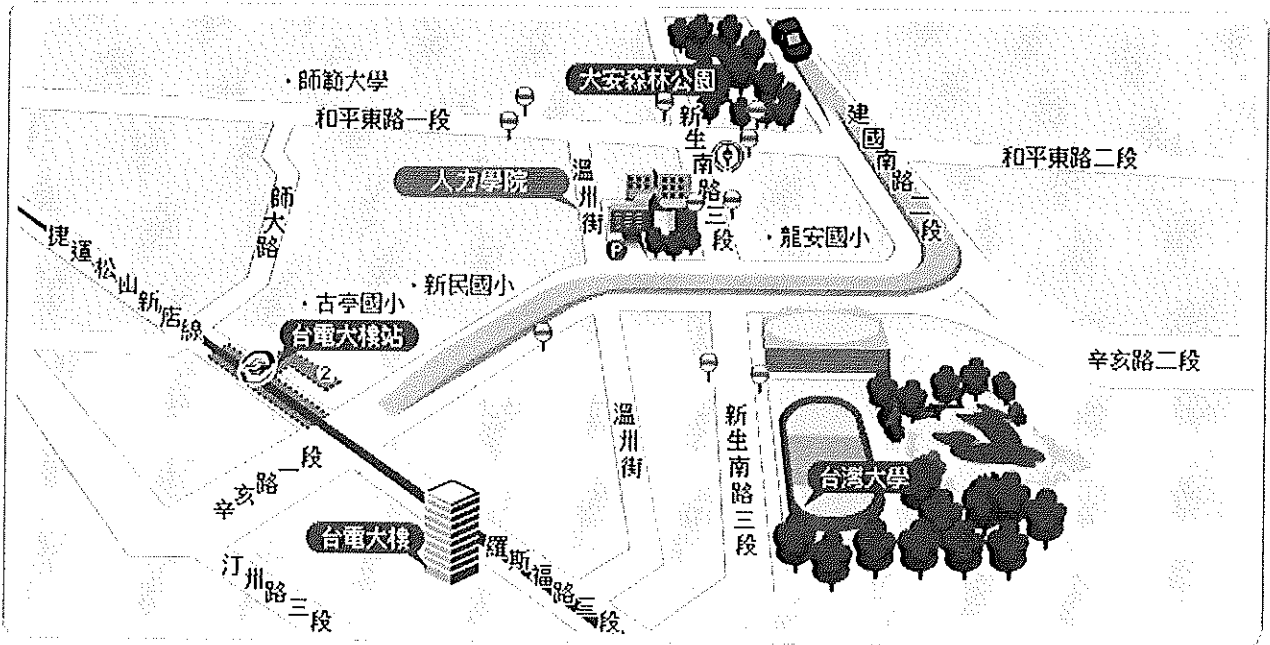 師範大學
大安森林公園
和平東路一段
新生南路三段
建國南路二段
和平東路二段
人力學院
溫州街
師大路
P
龍安國小
捷運松山新店線
新民國小
古亭國小
台電大樓站
2
辛亥路二段
溫州街
新生南路三段
台灣大學
辛亥路一段
台電大樓
羅斯福路三段
汀州路三段